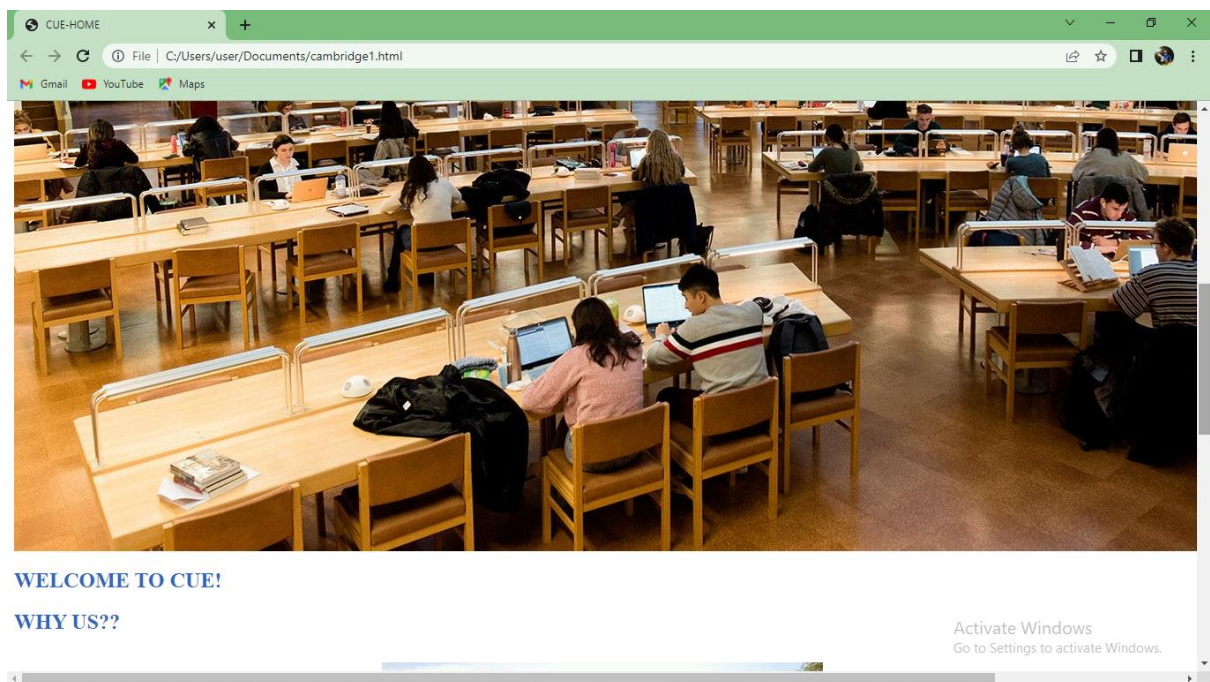 CUE-HOME
File | C:/Users/user/Documents/cambridge1.html
Gmail YouTube Maps
WELCOME TO CUE!
WHY US??
Activate Windows
Go to Settings to activate Windows.